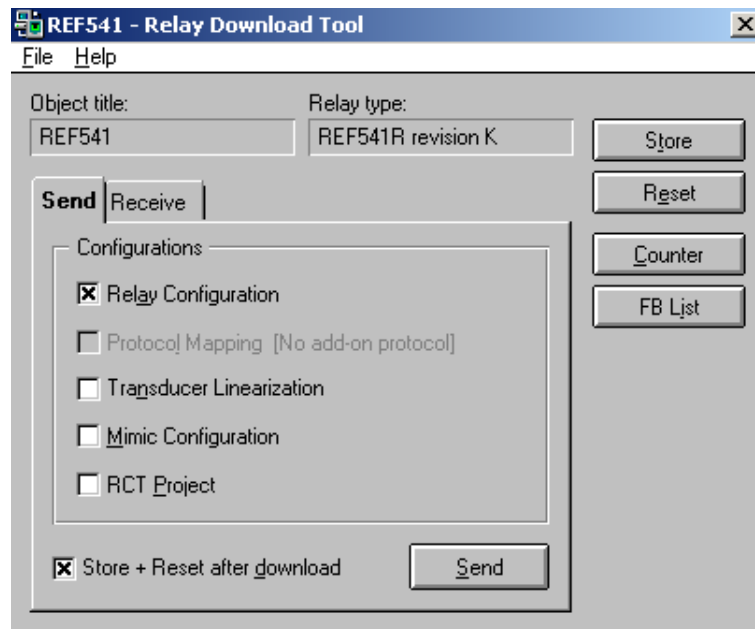 REF541 - Relay Download Tool
File Help
Object title: Relay type:
REF541 REF541R revision K
Store
Reset
Counter
FB List
Send Receive
Configurations
Relay Configuration
Protocol Mapping [No add-on protocol]
Transducer Linearization
Mimic Configuration
RCT Project
Store + Reset after download
Send